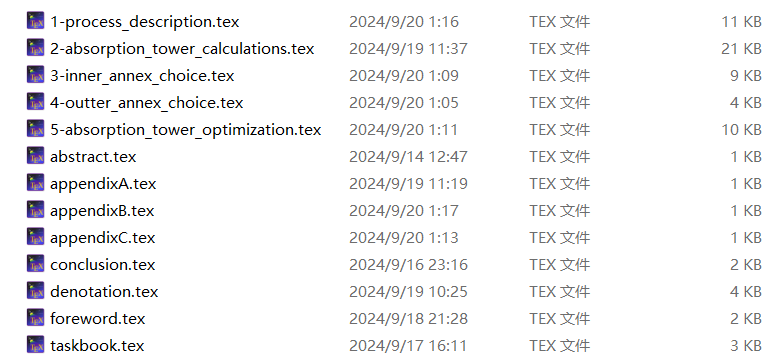 1-process_description.tex 2024/9/20 1:16 TEX 文件 11 KB
2-absorption_tower_calculations.tex 2024/9/19 11:37 TEX 文件 21 KB
3-inner_annex_choice.tex 2024/9/20 1:09 TEX 文件 9 KB
4-outter_annex_choice.tex 2024/9/20 1:05 TEX 文件 4 KB
5-absorption_tower_optimization.tex 2024/9/20 1:11 TEX 文件 10 KB
abstract.tex 2024/9/14 12:47 TEX 文件 1 KB
appendixA.tex 2024/9/19 11:19 TEX 文件 1 KB
appendixB.tex 2024/9/20 1:17 TEX 文件 1 KB
appendixC.tex 2024/9/20 1:13 TEX 文件 1 KB
conclusion.tex 2024/9/16 23:16 TEX 文件 2 KB
denotation.tex 2024/9/19 10:25 TEX 文件 4 KB
foreword.tex 2024/9/18 21:28 TEX 文件 2 KB
taskbook.tex 2024/9/17 16:11 TEX 文件 3 KB